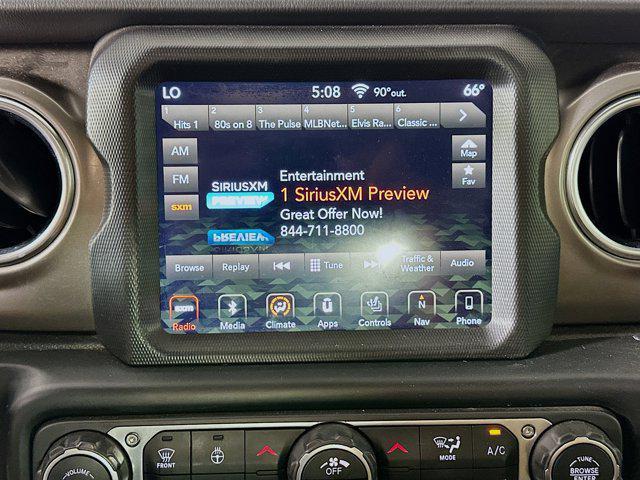 LO 5:08 90°out. 66°
1 2 3 4 5 6
Hits 1 80s on 8 The Pulse MLBNet... Elvis Ra... Classic ...
AM
FM
sxm
Map
Fav
SIRIUSXM
PREVIEW
Entertainment
1 SiriusXM Preview
Great Offer Now!
844-711-8800
Browse Replay Tune Traffic & Weather Audio
sxm N
Radio Media Climate Apps Controls Nav Phone
VOLUME FRONT OFF MODE A/C TUNE
BROWSE
ENTER